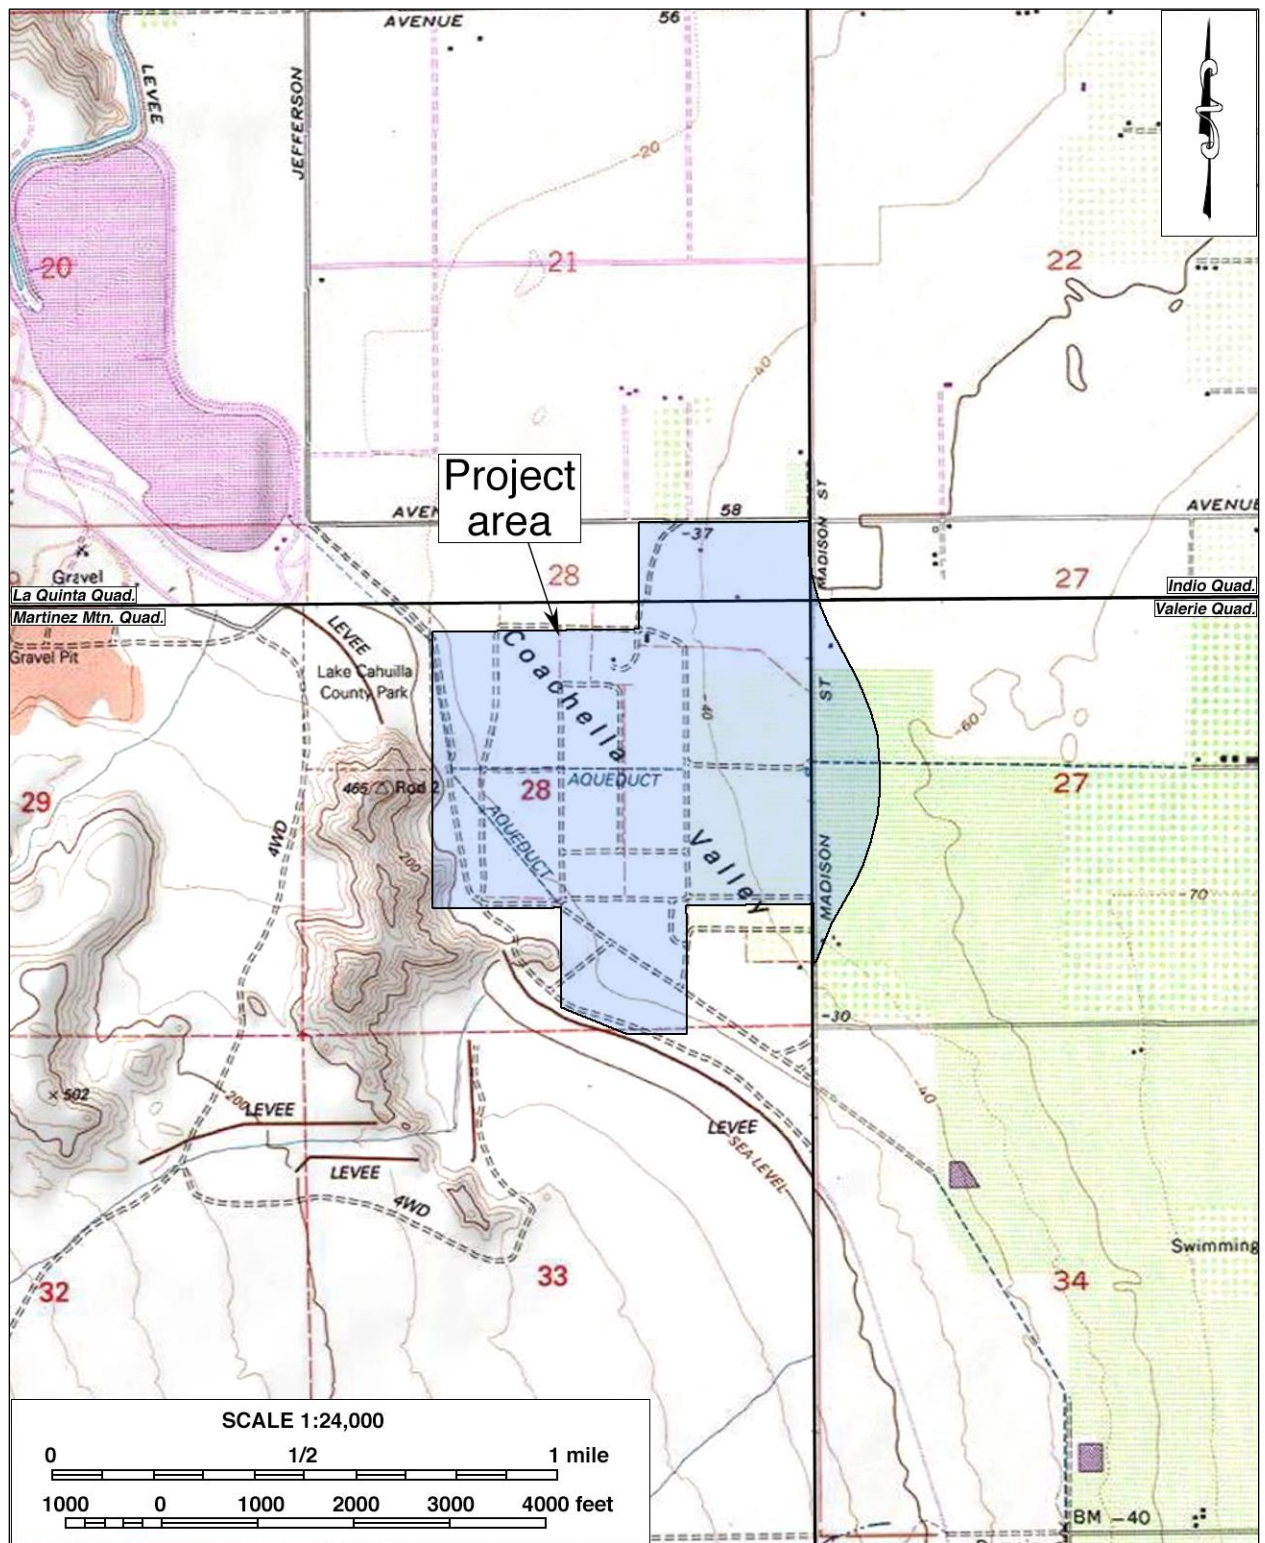 AVENUE
56
LEVEE
JEFFERSON
-20
20
21
22
-40
Project
area
AVEN
58
MADISON ST
AVENUE
-37
Gravel
28
27
La Quinta Quad.
Indio Quad.
Martinez Mtn. Quad.
Valerie Quad.
LEVEE
Gravel Pit
Lake Cahuilla
County Park
Coachella
Valley
ST
-40
-60
465
Rod 2
28
AQUEDUCT
27
29
4WD
AQUEDUCT
200
MADISON
-70
-30
× 502
200
LEVEE
-40
LEVEE
SEA LEVEL
LEVEE
4WD
Swimming
32
33
34
SCALE 1:24,000
0 1/2 1 mile
1000 0 1000 2000 3000 4000 feet
BM -40